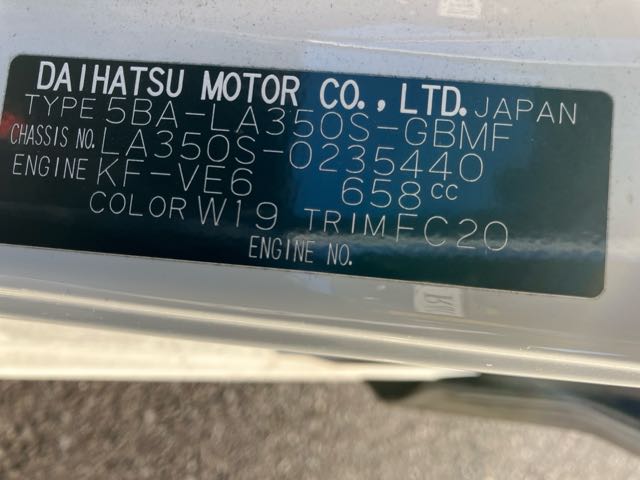 DAIHATSU MOTOR CO., LTD. JAPAN
TYPE 5BA-LA350S-GBMF
CHASSIS NO. LA350S-0235440
ENGINE KF-VE6 658cc
COLOR W19 TRIM FC20
ENGINE NO.